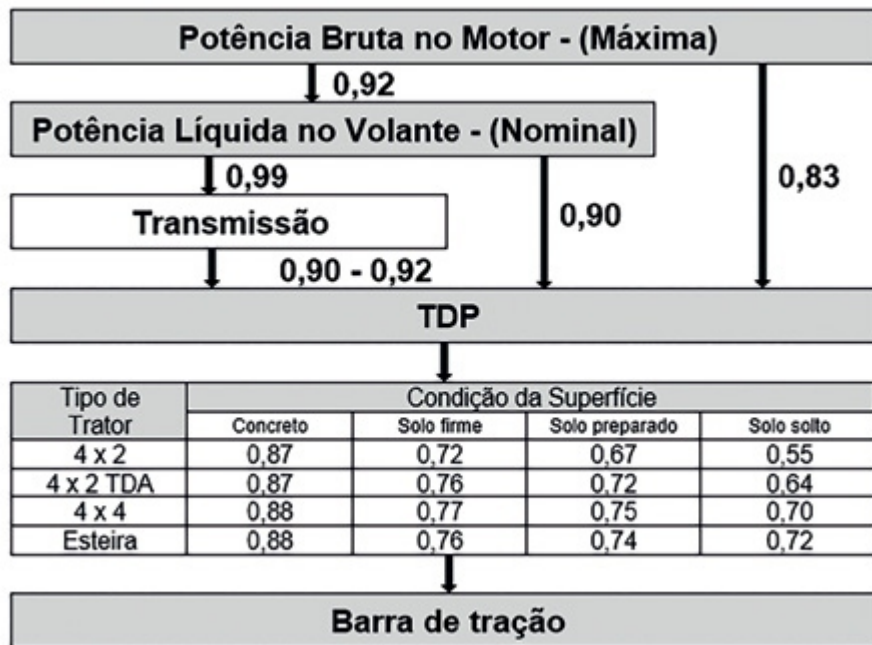 Potência Bruta no Motor - (Máxima)
0,92
Potência Líquida no Volante - (Nominal)
0,99
0,83
Transmissão
0,90
0,90 - 0,92
TDP
Tipo de Trator Condição da Superfície
Concreto Solo firme Solo preparado Solo solto
4 x 2 0,87 0,72 0,67 0,55
4 x 2 TDA 0,87 0,76 0,72 0,64
4 x 4 0,88 0,77 0,75 0,70
Esteira 0,88 0,76 0,74 0,72
Barra de tração